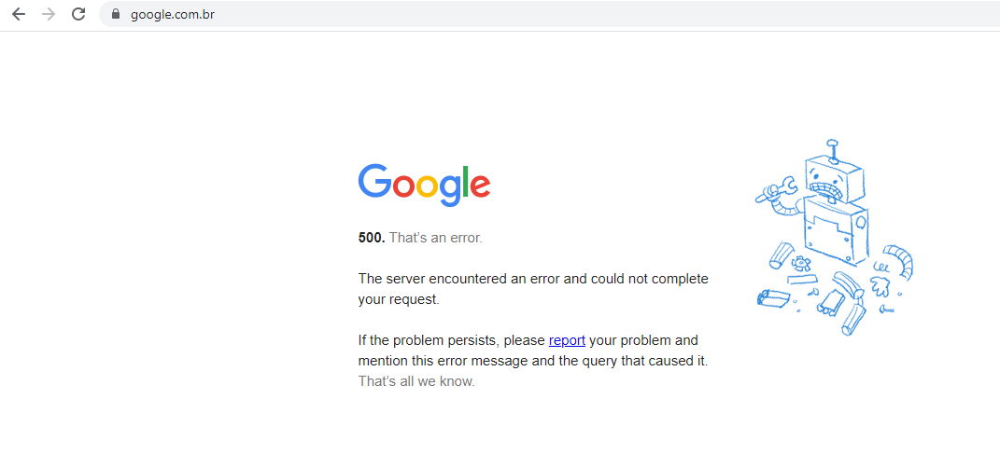 google.com.br
Google
500. That’s an error.
The server encountered an error and could not complete
your request.
If the problem persists, please report your problem and
mention this error message and the query that caused it.
That’s all we know.